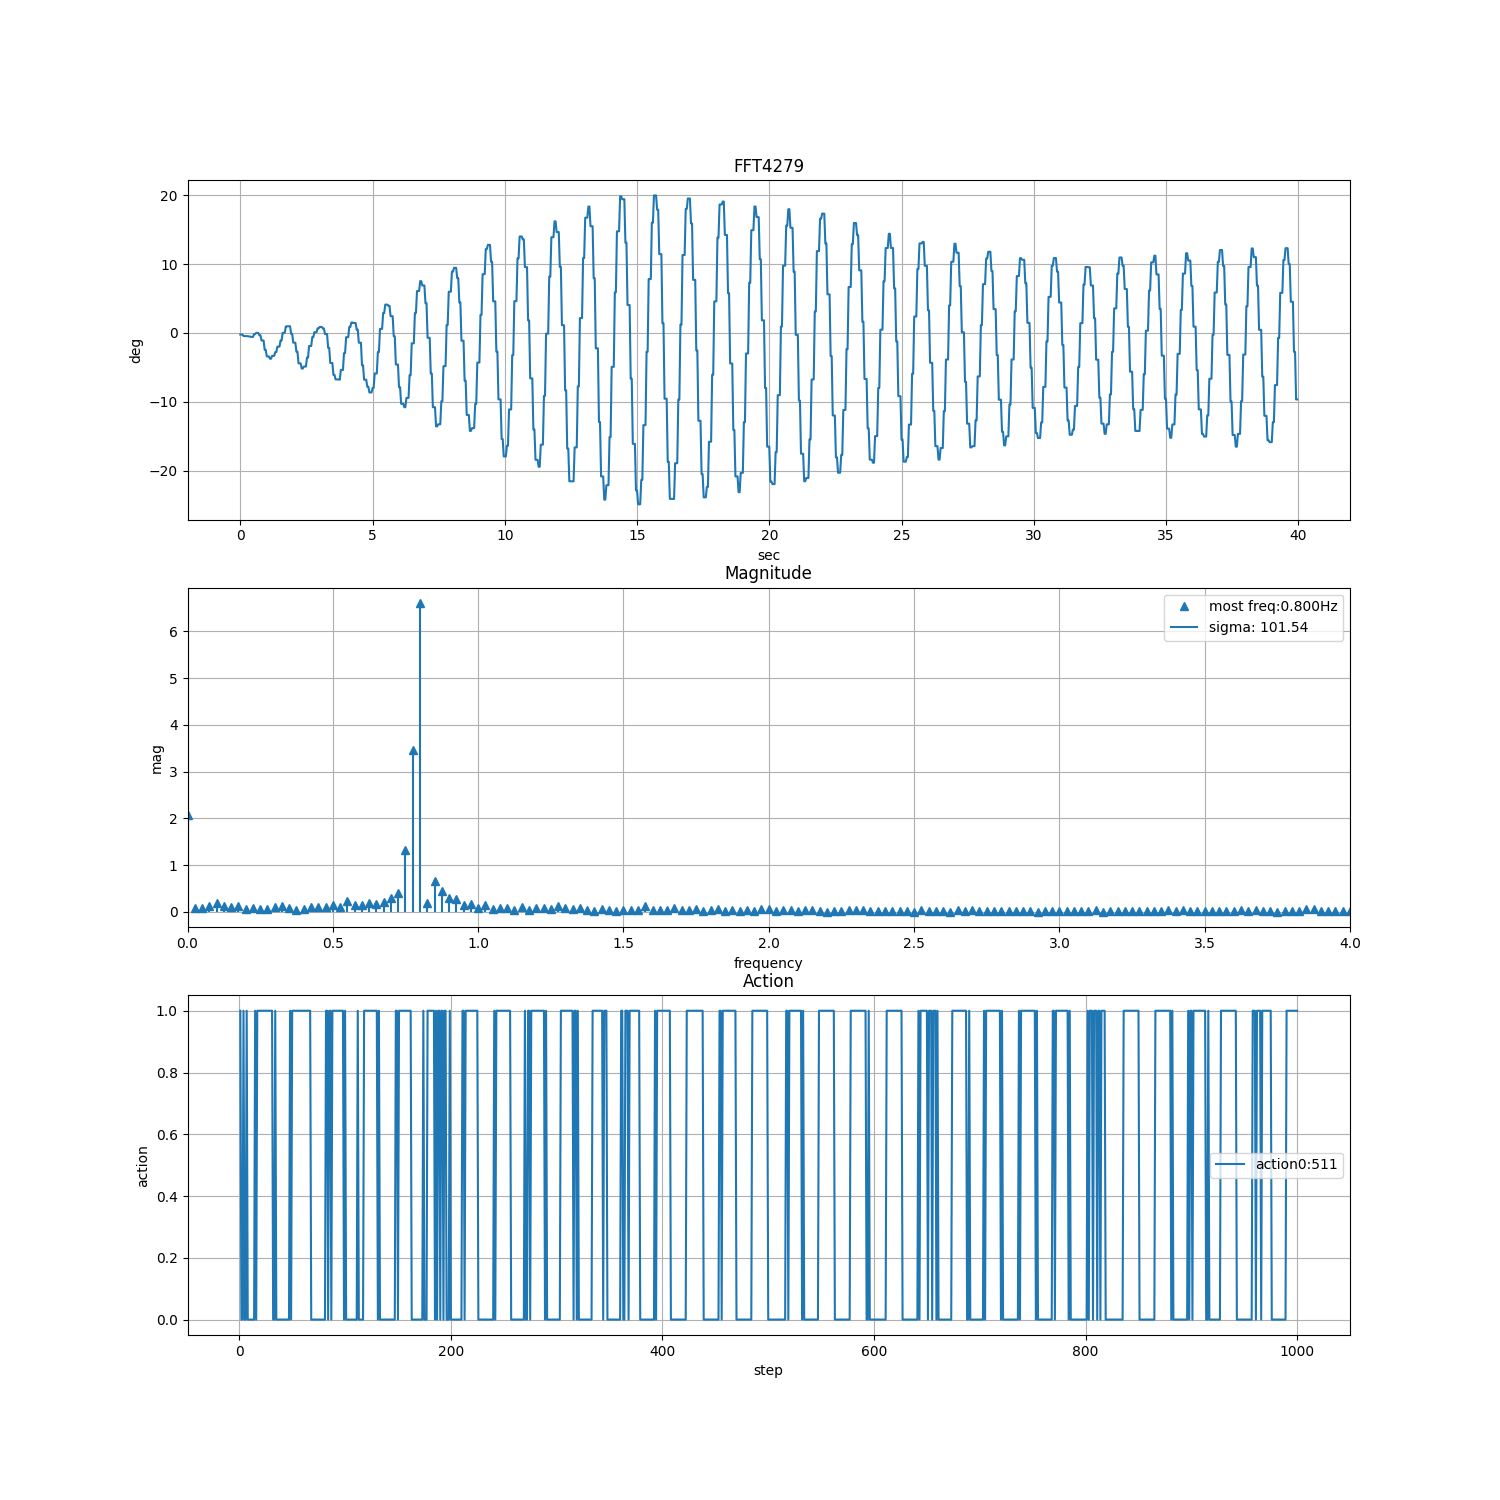 FFT4279
20
10
0
−10
−20
deg
0 5 10 15 20 25 30 35 40
sec
Magnitude
most freq:0.800Hz
sigma: 101.54
6
5
4
3
2
1
0
mag
0.0 0.5 1.0 1.5 2.0 2.5 3.0 3.5 4.0
frequency
Action
1.0
0.8
0.6
0.4
0.2
0.0
action
action0:511
0 200 400 600 800 1000
step